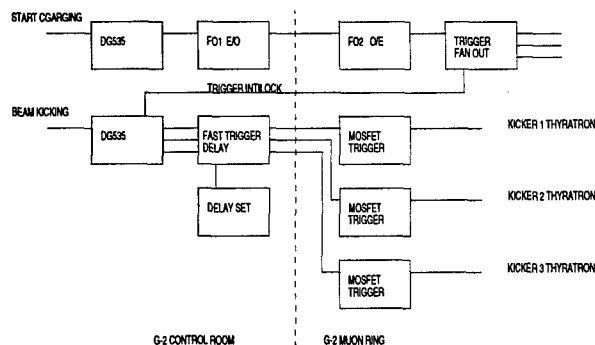 START CGARGING
DG535
FO1 E/O
FO2 O/E
TRIGGER
FAN OUT
TRIGGER INTILOCK
BEAM KICKING
DG535
FAST TRIGGER
DELAY
MOSFET
TRIGGER
KICKER 1 THYRATRON
DELAY SET
MOSFET
TRIGGER
KICKER 2 THYRATRON
MOSFET
TRIGGER
KICKER 3 THYRATRON
G-2 CONTROL ROOM
G-2 MUON RING